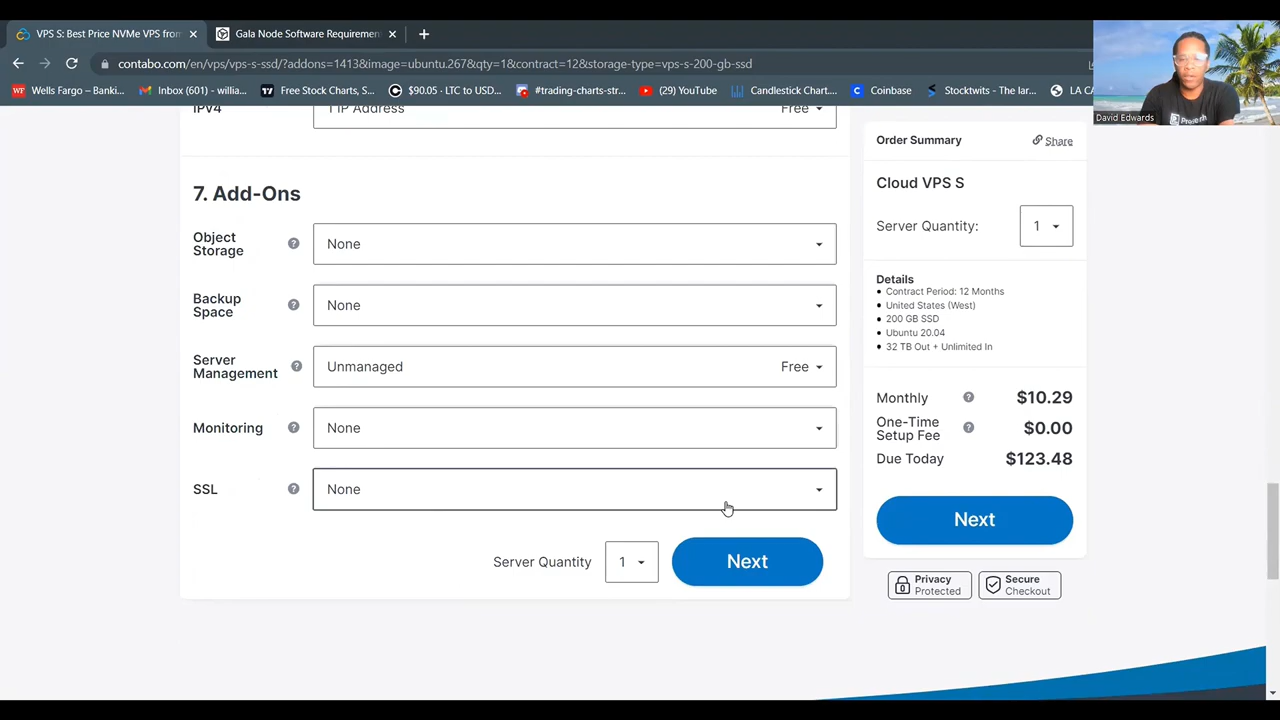 VPS S: Best Price NVMe VPS from
Gala Node Software Requiremen
contabo.com/en/vps/vps-s-ssd/?addons=1413&image=ubuntu.267&qty=1&contract=12&storage-type=vps-s-200-gb-ssd
Wells Fargo – Banki...
Inbox (601) - willia...
Free Stock Charts, S...
$90.05 · LTC to USD...
#trading-charts-str...
(29) YouTube
Candlestick Chart...
Coinbase
Stocktwits - The lar...
LA CA
David Edwards
IPV4
1 IP Address
Free
Order Summary
Share
Cloud VPS S
Server Quantity:
1
Details
• Contract Period: 12 Months
• United States (West)
• 200 GB SSD
• Ubuntu 20.04
• 32 TB Out + Unlimited In
Monthly
$10.29
One-Time
Setup Fee
$0.00
Due Today
$123.48
Next
Privacy
Protected
Secure
Checkout
7. Add-Ons
Object
Storage
None
Backup
Space
None
Server
Management
Unmanaged
Free
Monitoring
None
SSL
None
Server Quantity
1
Next